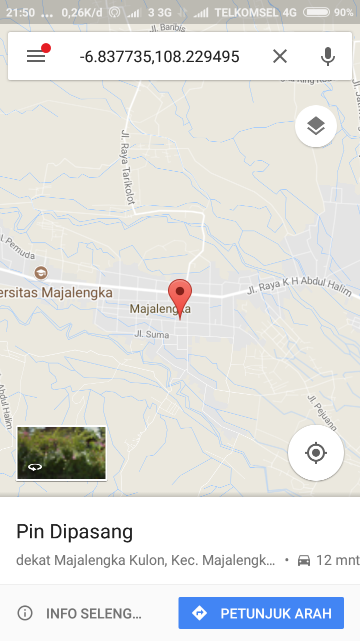 21:50 ... 0,26K/d 3 3G TELKOMSEL 4G 90%
Jl. Baribis
-6.837735,108.229495
Jl. Raya Tarikolot
Jl. Pemuda
ersitas Majalengka
Jl. Raya K H Abdul Halim
Majalengka
Jl. Suma
Jl. Pejuang
Abdul Halim
Pin Dipasang
dekat Majalengka Kulon, Kec. Majalengk... • 12 mnt
INFO SELENG...
PETUNJUK ARAH